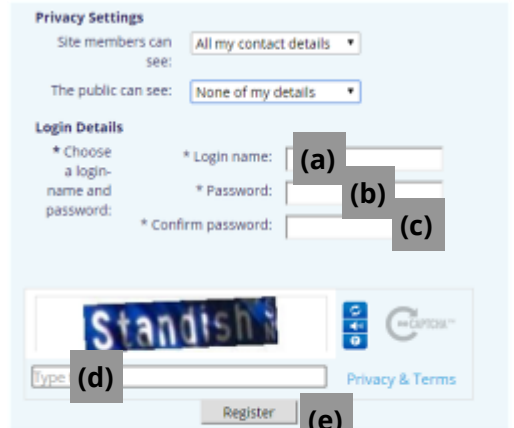 Privacy Settings
Site members can see: All my contact details
The public can see: None of my details
Login Details
* Choose a login-name and password:
* Login name: (a)
* Password: (b)
* Confirm password: (c)
Standish
reCAPTCHA™
Type (d)
Privacy & Terms
Register (e)